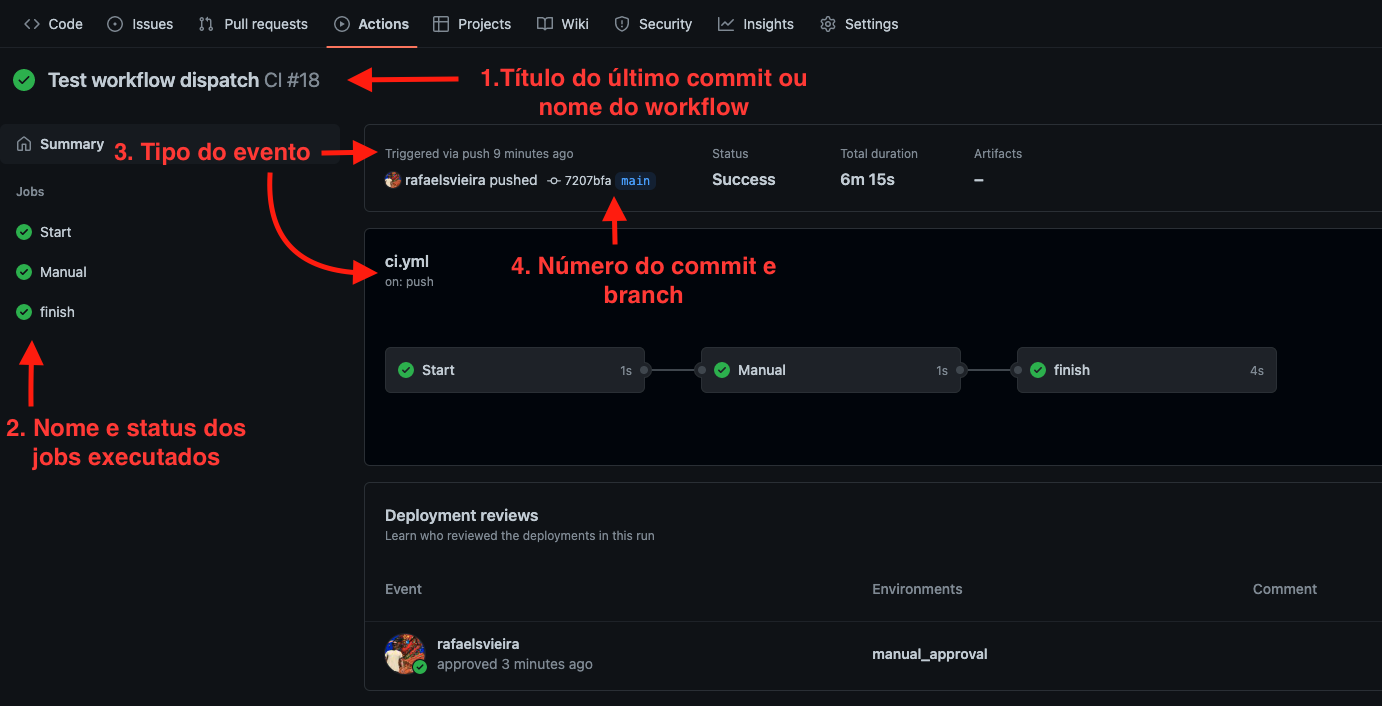 Code Issues Pull requests Actions Projects Wiki Security Insights Settings
Test workflow dispatch CI #18
1.Título do último commit ou
nome do workflow
Summary
3. Tipo do evento
Triggered via push 9 minutes ago
rafaelsvieira pushed 7207bfa main
Status
Success
Total duration
6m 15s
Artifacts
–
Jobs
Start
Manual
finish
2. Nome e status dos
jobs executados
4. Número do commit e
branch
ci.yml
on: push
Start 1s
Manual 1s
finish 4s
Deployment reviews
Learn who reviewed the deployments in this run
Event Environments Comment
rafaelsvieira
approved 3 minutes ago
manual_approval